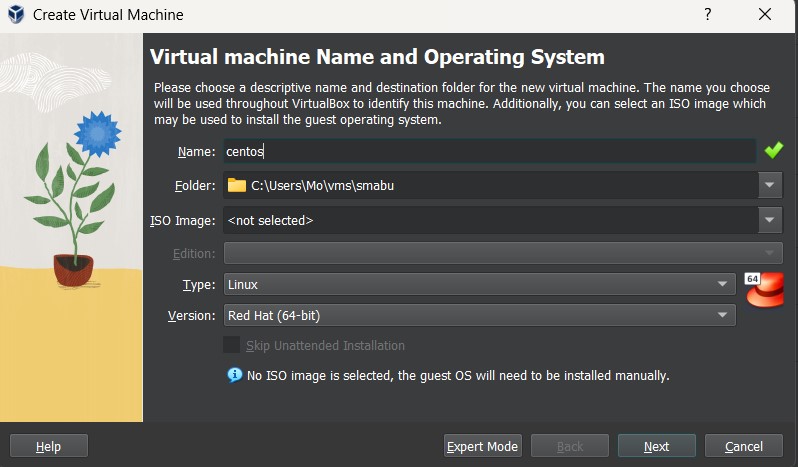 Create Virtual Machine
?
Virtual machine Name and Operating System
Please choose a descriptive name and destination folder for the new virtual machine. The name you choose
will be used throughout VirtualBox to identify this machine. Additionally, you can select an ISO image which
may be used to install the guest operating system.
Name: centos
Folder: C:\Users\Mo\vms\smabu
ISO Image: <not selected>
Edition:
Type: Linux
64
Version: Red Hat (64-bit)
Skip Unattended Installation
No ISO image is selected, the guest OS will need to be installed manually.
Help Expert Mode Back Next Cancel